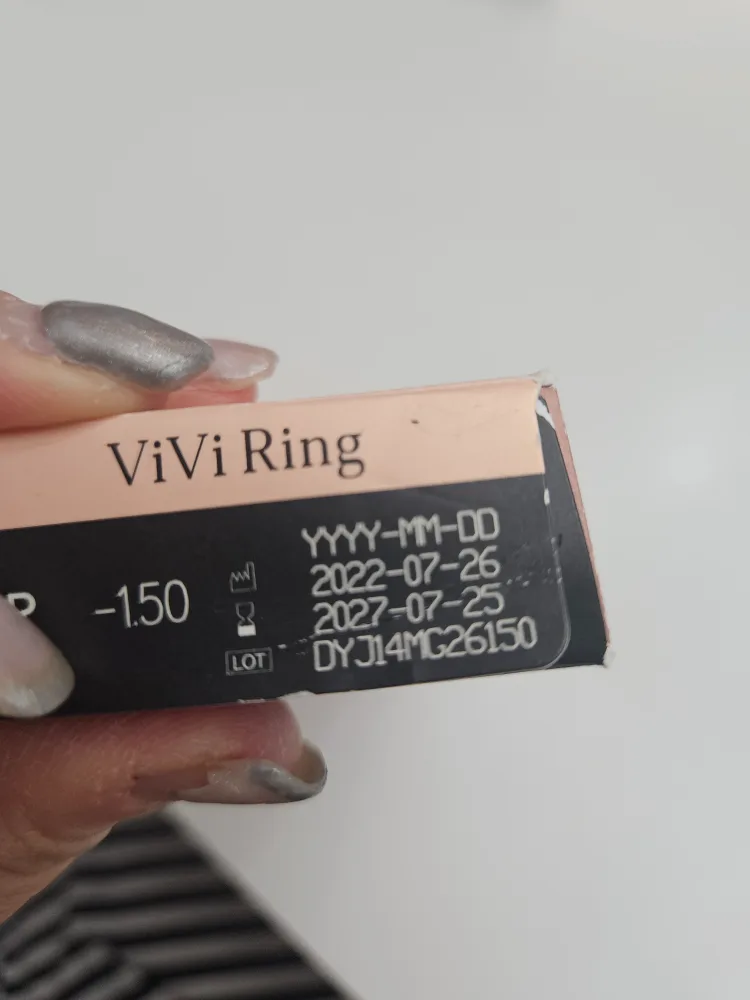 ViVi Ring
YYYY-MM-DD
-1.50 2022-07-26
2027-07-25
LOT DYJ14MG26150